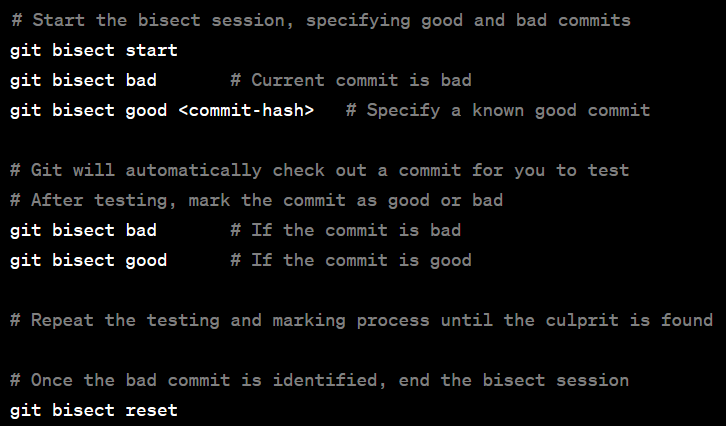 # Start the bisect session, specifying good and bad commits
git bisect start
git bisect bad       # Current commit is bad
git bisect good <commit-hash>   # Specify a known good commit
# Git will automatically check out a commit for you to test
# After testing, mark the commit as good or bad
git bisect bad       # If the commit is bad
git bisect good      # If the commit is good
# Repeat the testing and marking process until the culprit is found
# Once the bad commit is identified, end the bisect session
git bisect reset